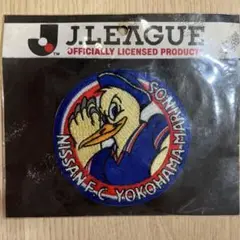 J.LEAGUE
OFFICIALLY LICENSED PRODUCT
NISSAN F.C YOKOHAMA MARINOS